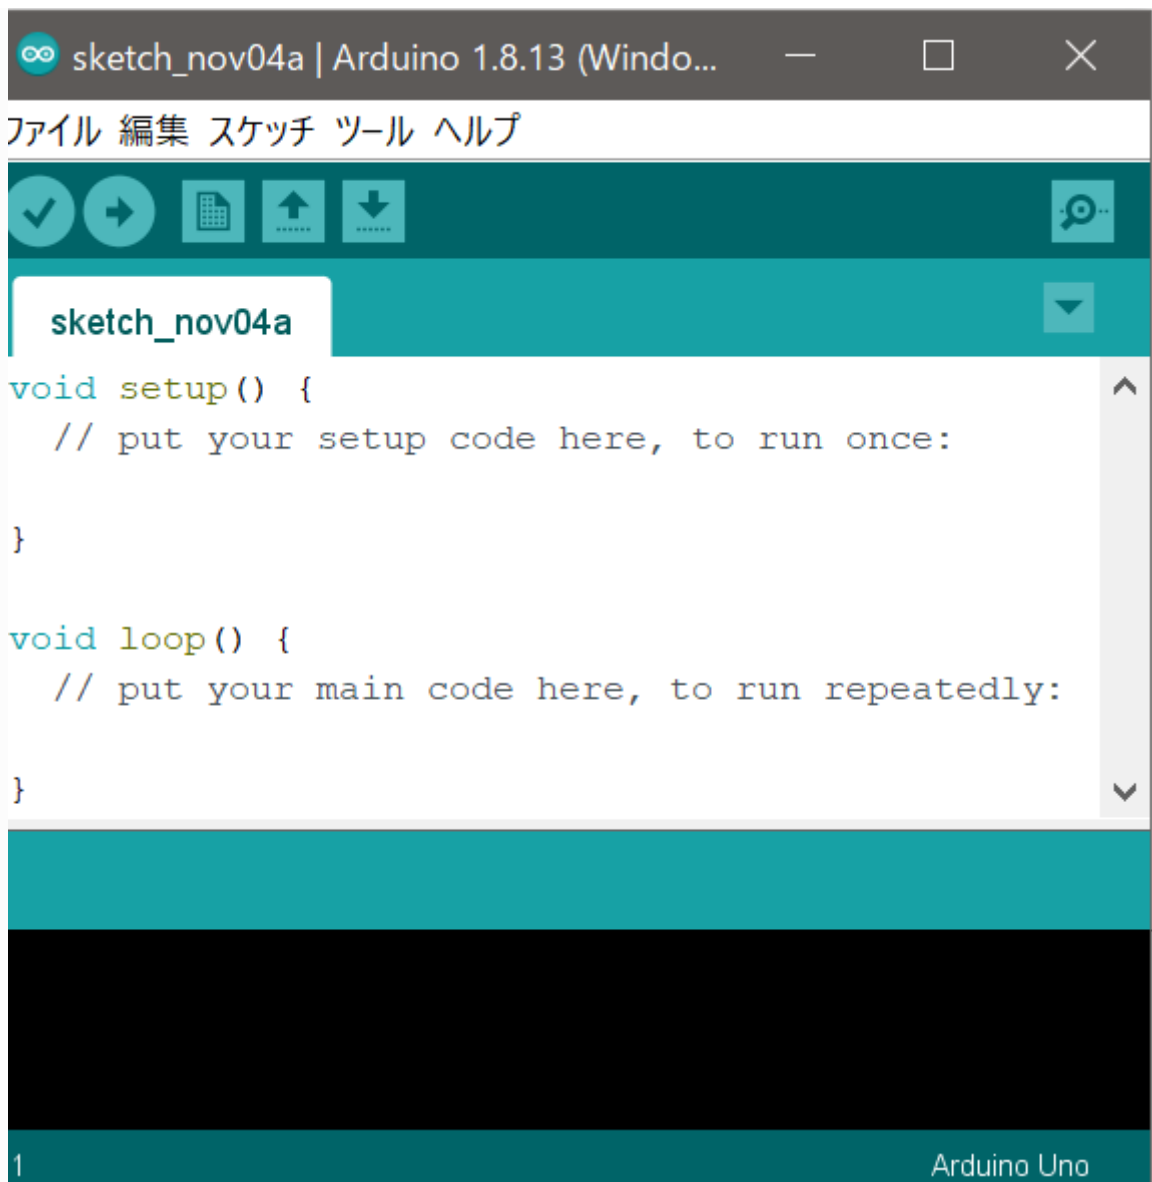 sketch_nov04a | Arduino 1.8.13 (Windo...
ファイル 編集 スケッチ ツール ヘルプ
sketch_nov04a
void setup() {
  // put your setup code here, to run once:
}
void loop() {
  // put your main code here, to run repeatedly:
}
1 Arduino Uno